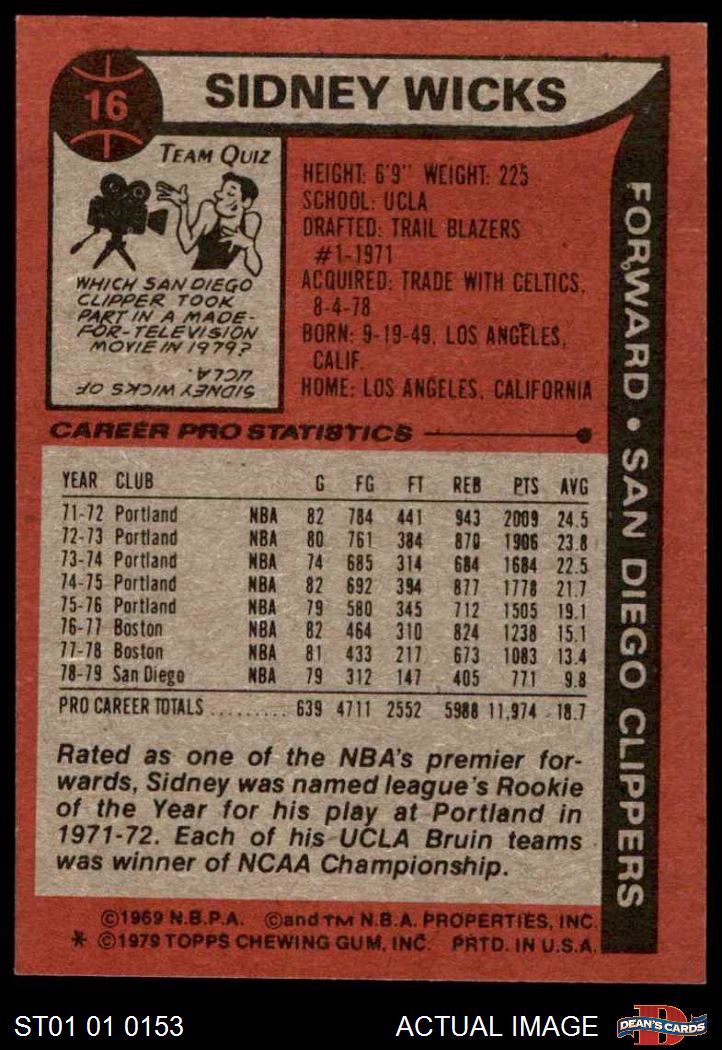 16
SIDNEY WICKS
TEAM QUIZ
WHICH SAN DIEGO
CLIPPER TOOK
PART IN A MADE-
FOR-TELEVISION
MOVIE IN 1979?
SIDNEY WICKS OF
UCLA.
HEIGHT: 6'9" WEIGHT: 225
SCHOOL: UCLA
DRAFTED: TRAIL BLAZERS
#1-1971
ACQUIRED: TRADE WITH CELTICS,
8-4-78
BORN: 9-19-49, LOS ANGELES,
CALIF.
HOME: LOS ANGELES, CALIFORNIA
FORWARD • SAN DIEGO CLIPPERS
CAREER PRO STATISTICS
YEAR CLUB G FG FT REB PTS AVG
71-72 Portland NBA 82 784 441 943 2009 24.5
72-73 Portland NBA 80 761 384 870 1906 23.8
73-74 Portland NBA 74 685 314 684 1684 22.5
74-75 Portland NBA 82 692 394 877 1778 21.7
75-76 Portland NBA 79 580 345 712 1505 19.1
76-77 Boston NBA 82 464 310 824 1238 15.1
77-78 Boston NBA 81 433 217 673 1083 13.4
78-79 San Diego NBA 79 312 147 405 771 9.8
PRO CAREER TOTALS ......... 639 4711 2552 5988 11,974 18.7
Rated as one of the NBA's premier for-
wards, Sidney was named league's Rookie
of the Year for his play at Portland in
1971-72. Each of his UCLA Bruin teams
was winner of NCAA Championship.
©1969 N.B.P.A. ©and TM N.B.A. PROPERTIES, INC.
* ©1979 TOPPS CHEWING GUM, INC. PRTD. IN U.S.A.
ST01 01 0153
ACTUAL IMAGE
D
DEAN'S CARDS